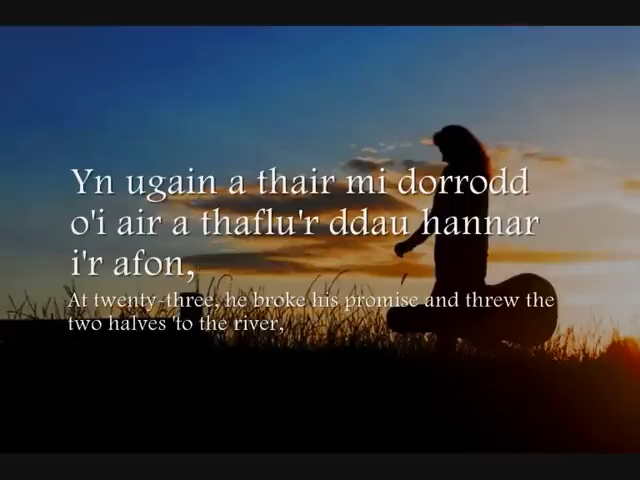 Yn ugain a thair mi dorrodd
o'i air a thaflu'r ddau hannar
i'r afon,
At twenty-three, he broke his promise and threw the
two halves 'to the river,